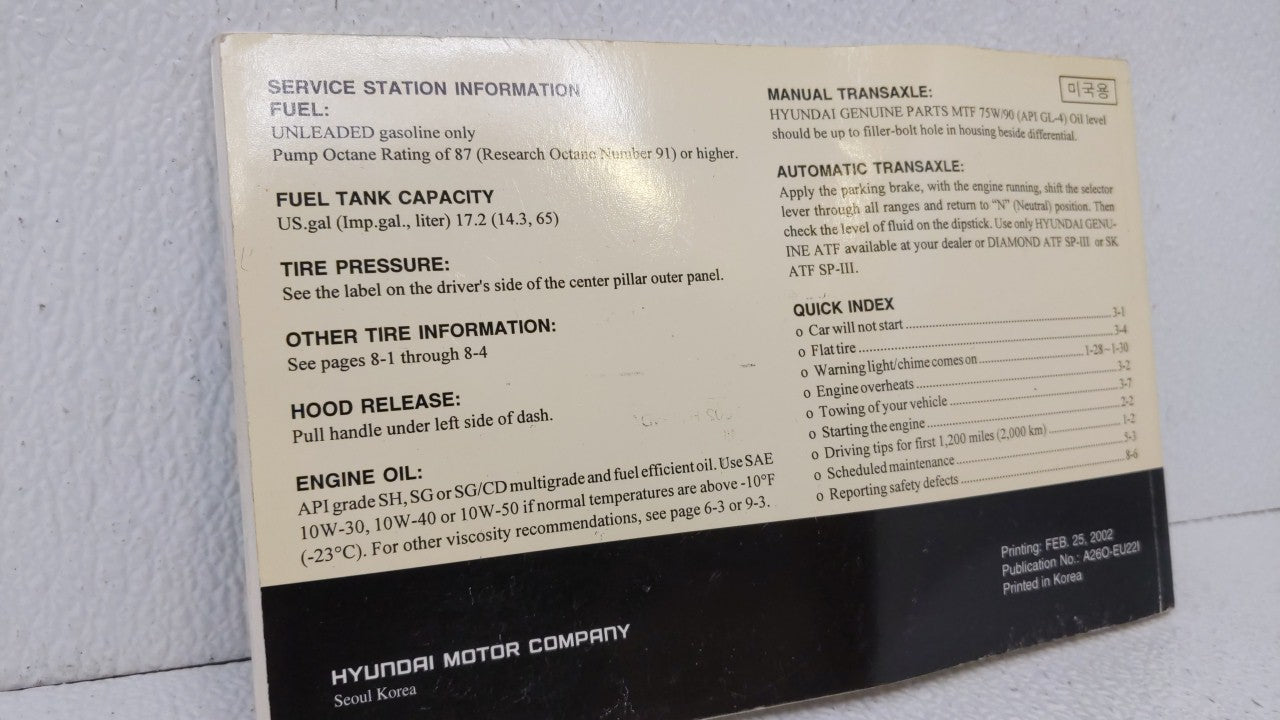 SERVICE STATION INFORMATION
FUEL:
UNLEADED gasoline only
Pump Octane Rating of 87 (Research Octane Number 91) or higher.
FUEL TANK CAPACITY
US.gal (Imp.gal., liter) 17.2 (14.3, 65)
TIRE PRESSURE:
See the label on the driver's side of the center pillar outer panel.
OTHER TIRE INFORMATION:
See pages 8-1 through 8-4
HOOD RELEASE:
Pull handle under left side of dash.
ENGINE OIL:
API grade SH, SG or SG/CD multigrade and fuel efficient oil. Use SAE
10W-30, 10W-40 or 10W-50 if normal temperatures are above -10°F
(-23°C). For other viscosity recommendations, see page 6-3 or 9-3.
미국용
MANUAL TRANSAXLE:
HYUNDAI GENUINE PARTS MTF 75W/90 (API GL-4) Oil level
should be up to filler-bolt hole in housing beside differential.
AUTOMATIC TRANSAXLE:
Apply the parking brake, with the engine running, shift the selector
lever through all ranges and return to "N" (Neutral) position. Then
check the level of fluid on the dipstick. Use only HYUNDAI GENU-
INE ATF available at your dealer or DIAMOND ATF SP-III or SK
ATF SP-III.
QUICK INDEX
o Car will not start ........ 3-1
o Flat tire ........ 3-4
o Warning light/chime comes on ........ 1-28~1-30
o Engine overheats ........ 3-2
o Towing of your vehicle ........ 3-7
o Starting the engine ........ 2-2
o Driving tips for first 1,200 miles (2,000 km) ........ 1-2
o Scheduled maintenance ........ 5-3
o Reporting safety defects ........ 8-6
Printing: FEB. 25, 2002
Publication No.: A26O-EU22I
Printed in Korea
HYUNDAI MOTOR COMPANY
Seoul Korea